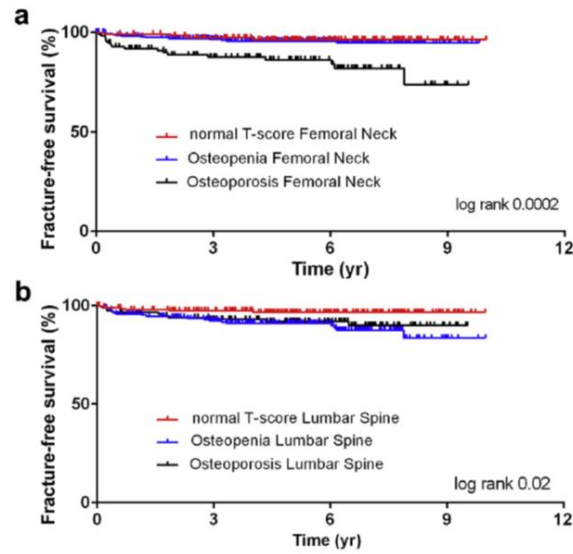 a
Fracture-free survival (%)
100
50
0
normal T-score Femoral Neck
Osteopenia Femoral Neck
Osteoporosis Femoral Neck
log rank 0.0002
0 3 6 9 12
Time (yr)
b
Fracture-free survival (%)
100
50
0
normal T-score Lumbar Spine
Osteopenia Lumbar Spine
Osteoporosis Lumbar Spine
log rank 0.02
0 3 6 9 12
Time (yr)